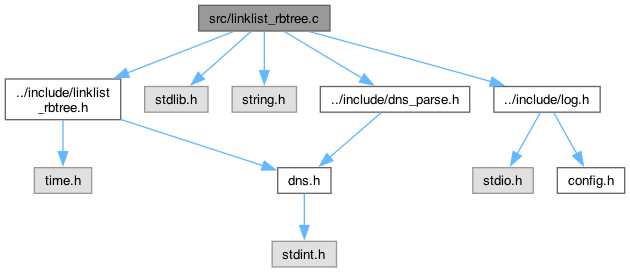 src/linklist_rbtree.c
../include/linklist
_rbtree.h
stdlib.h
string.h
../include/dns_parse.h
../include/log.h
time.h
dns.h
stdio.h
config.h
stdint.h